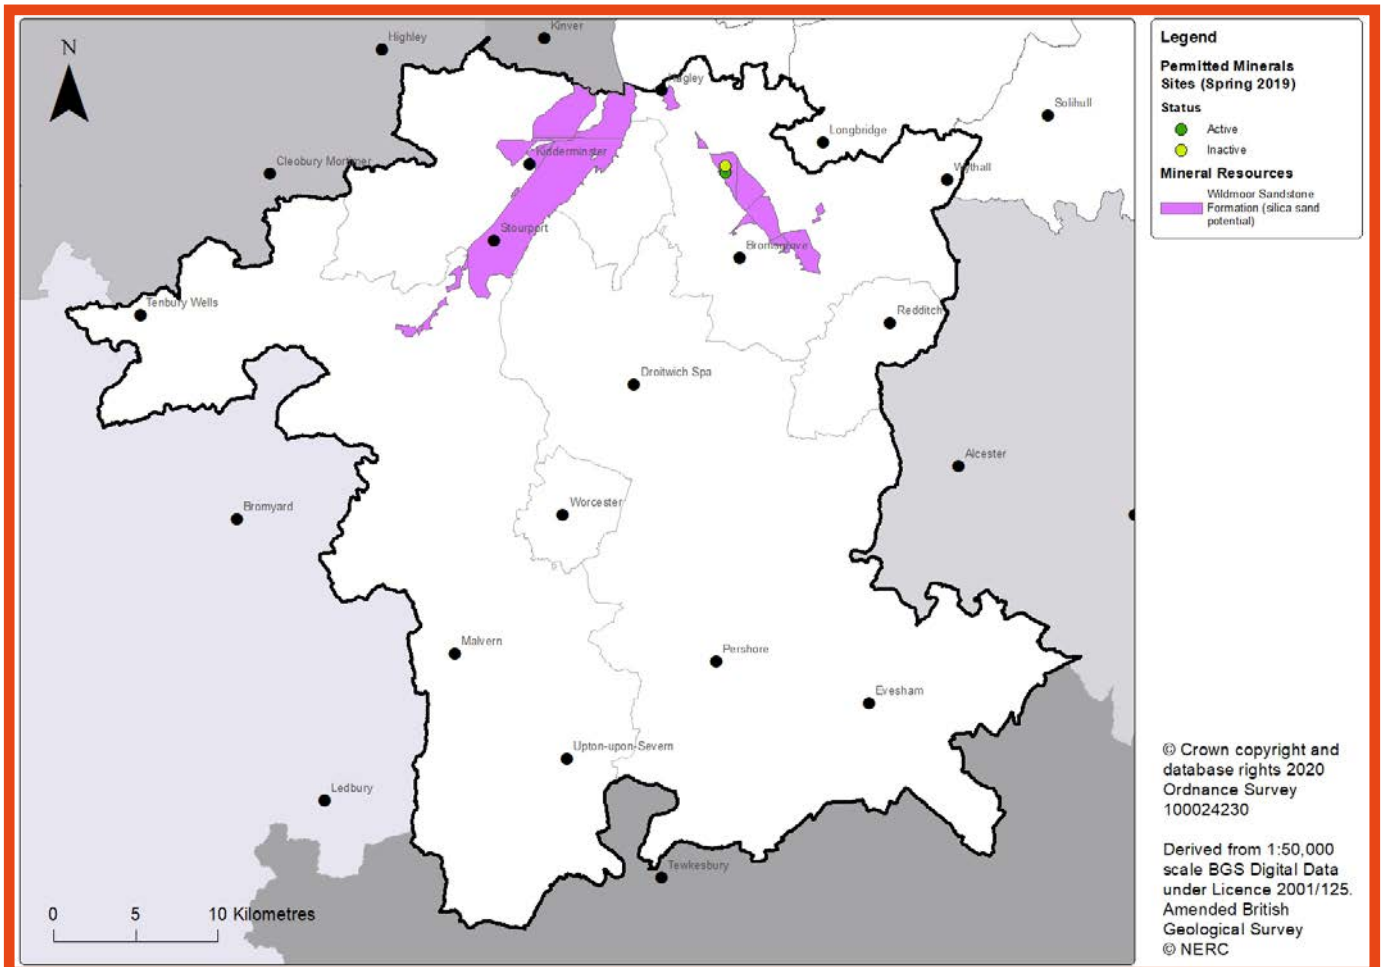 N
Highley
Kinver
Hagley
Solihull
Longbridge
Cleobury Mortimer
Kidderminster
Wythall
Stourport
Bromsgrove
Tenbury Wells
Redditch
Droitwich Spa
Alcester
Bromyard
Worcester
Malvern
Pershore
Evesham
Upton-upon-Severn
Ledbury
Tewkesbury
0 5 10 Kilometres
Legend
Permitted Minerals
Sites (Spring 2019)
Status
Active
Inactive
Mineral Resources
Wildmoor Sandstone
Formation (silica sand
potential)
© Crown copyright and
database rights 2020
Ordnance Survey
100024230
Derived from 1:50,000
scale BGS Digital Data
under Licence 2001/125.
Amended British
Geological Survey
© NERC